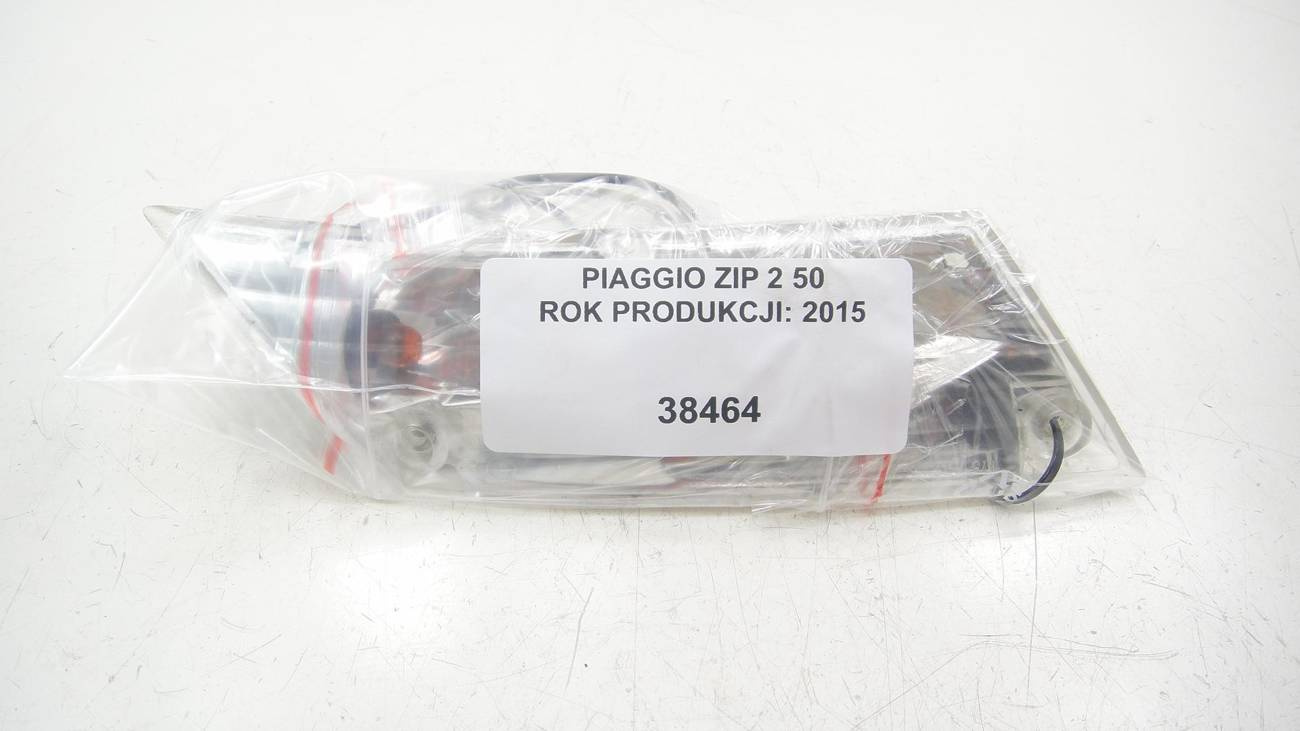 PIAGGIO ZIP 2 50
ROK PRODUKCJI: 2015
38464